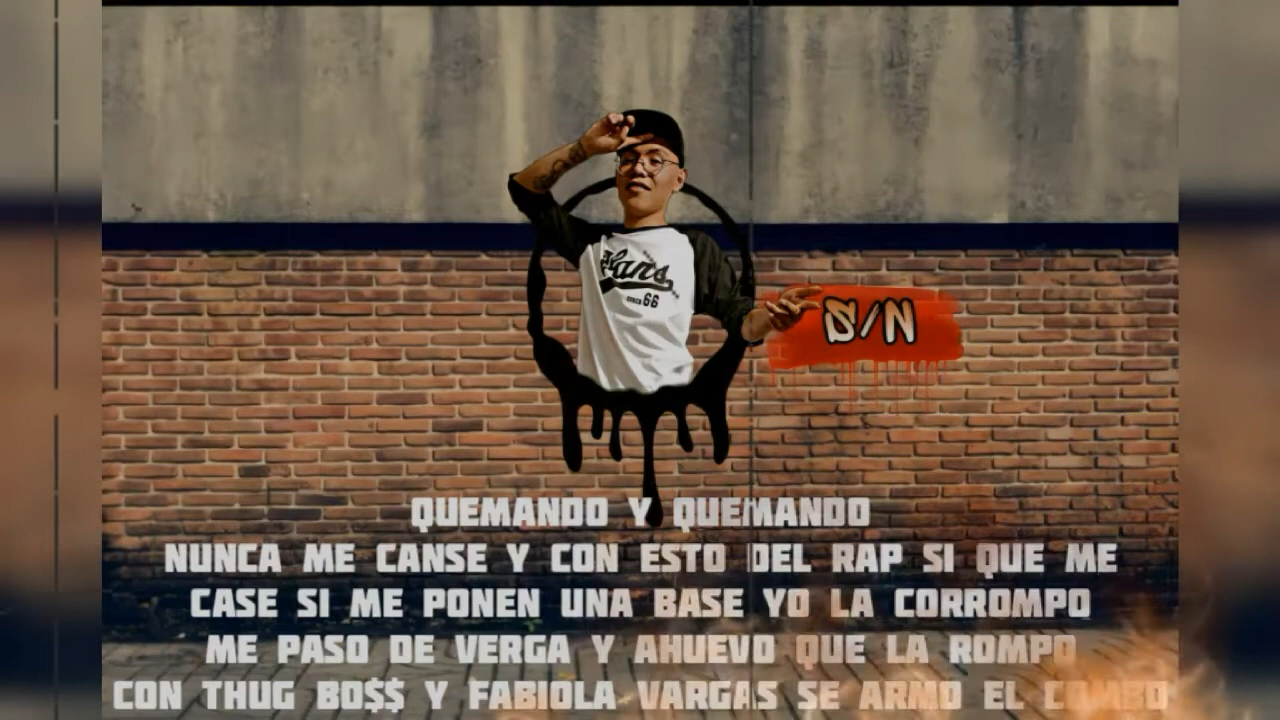 Vans
66
S/N
QUEMANDO Y QUEMANDO
NUNCA ME CANSE Y CON ESTO DEL RAP SI QUE ME
CASE SI ME PONEN UNA BASE YO LA CORROMPO
ME PASO DE VERGA Y AHUEVO QUE LA ROMPO
CON THUG BO$$ Y FABIOLA VARGAS SE ARMO EL COMBO